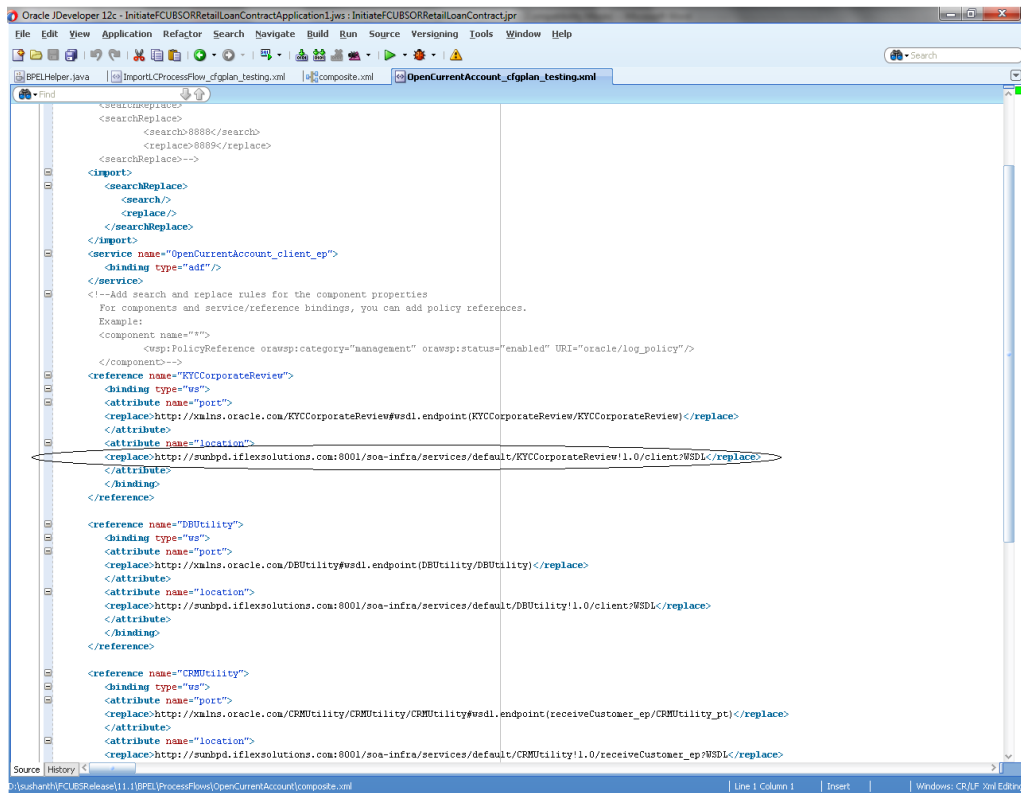 Oracle JDeveloper 12c - InitiateFCUBSORRetailLoanContractApplication1.jws : InitiateFCUBSORRetailLoanContract.jpr
File Edit View Application Refactor Search Navigate Build Run Source Versioning Tools Window Help
Search
BPELHelper.java ImportLCProcessFlow_cfgplan_testing.xml composite.xml OpenCurrentAccount_cfgplan_testing.xml
Find
<searchReplace>
<searchReplace>
<search>8888</search>
<replace>8889</replace>
<searchReplace>-->
<import>
<searchReplace>
<search/>
<replace/>
</searchReplace>
</import>
<service name="OpenCurrentAccount_client_ep">
<binding type="adf"/>
</service>
<!--Add search and replace rules for the component properties
For components and service/reference bindings, you can add policy references.
Example:
<component name="*">
<wsp:PolicyReference orawsp:category="management" orawsp:status="enabled" URI="oracle/log_policy"/>
</component>-->
<reference name="KYCCorporateReview">
<binding type="ws">
<attribute name="port">
<replace>http://xmlns.oracle.com/KYCCorporateReview#wsdl.endpoint(KYCCorporateReview/KYCCorporateReview)</replace>
</attribute>
<attribute name="location">
<replace>http://sunbpd.iflexsolutions.com:8001/soa-infra/services/default/KYCCorporateReview!1.0/client?WSDL</replace>
</attribute>
</binding>
</reference>
<reference name="DBUtility">
<binding type="ws">
<attribute name="port">
<replace>http://xmlns.oracle.com/DBUtility#wsdl.endpoint(DBUtility/DBUtility)</replace>
</attribute>
<attribute name="location">
<replace>http://sunbpd.iflexsolutions.com:8001/soa-infra/services/default/DBUtility!1.0/client?WSDL</replace>
</attribute>
</binding>
</reference>
<reference name="CRMUtility">
<binding type="ws">
<attribute name="port">
<replace>http://xmlns.oracle.com/CRMUtility/CRMUtility/CRMUtility#wsdl.endpoint(receiveCustomer_ep/CRMUtility_pt)</replace>
</attribute>
<attribute name="location">
<replace>http://sunbpd.iflexsolutions.com:8001/soa-infra/services/default/CRMUtility!1.0/receiveCustomer_ep?WSDL</replace>
Source History
D:\sushanth\FCUBSRelease\11.1\BPEL\ProcessFlows\OpenCurrentAccount\composite.xml Line 1 Column 1 Insert Windows: CR/LF Xml Editing